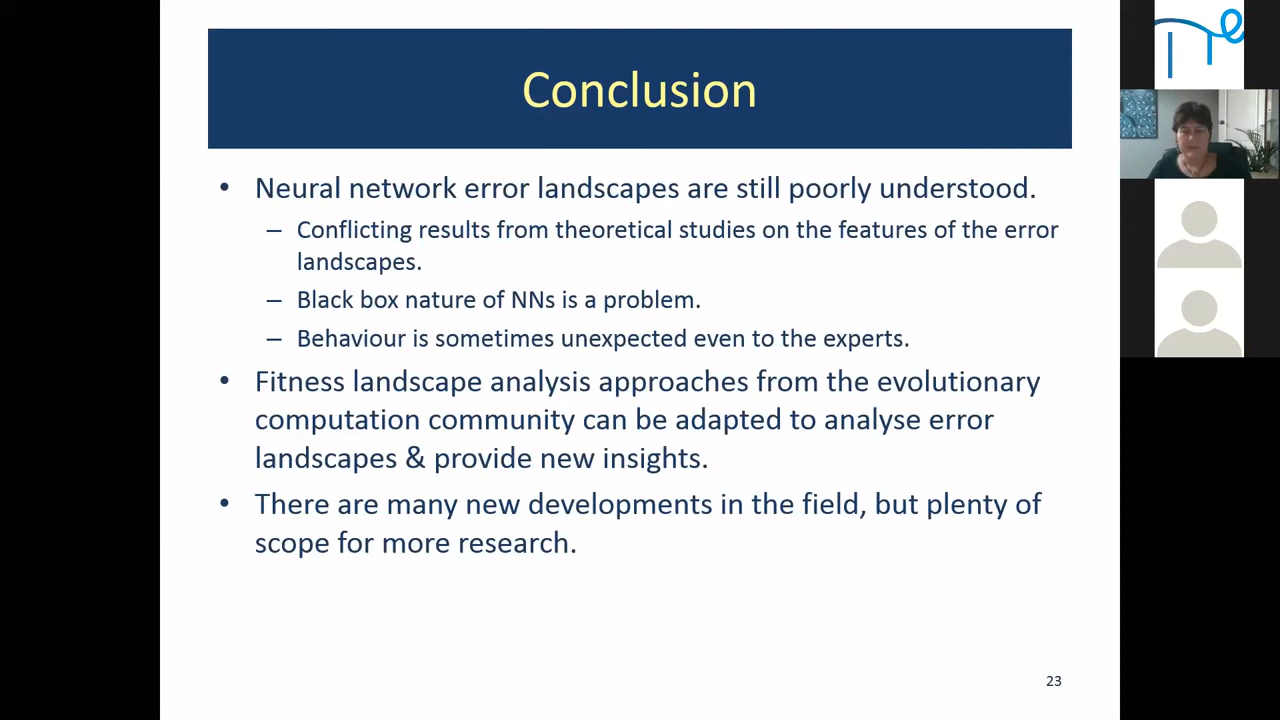 Conclusion
• Neural network error landscapes are still poorly understood.
– Conflicting results from theoretical studies on the features of the error
landscapes.
– Black box nature of NNs is a problem.
– Behaviour is sometimes unexpected even to the experts.
• Fitness landscape analysis approaches from the evolutionary
computation community can be adapted to analyse error
landscapes & provide new insights.
• There are many new developments in the field, but plenty of
scope for more research.
23